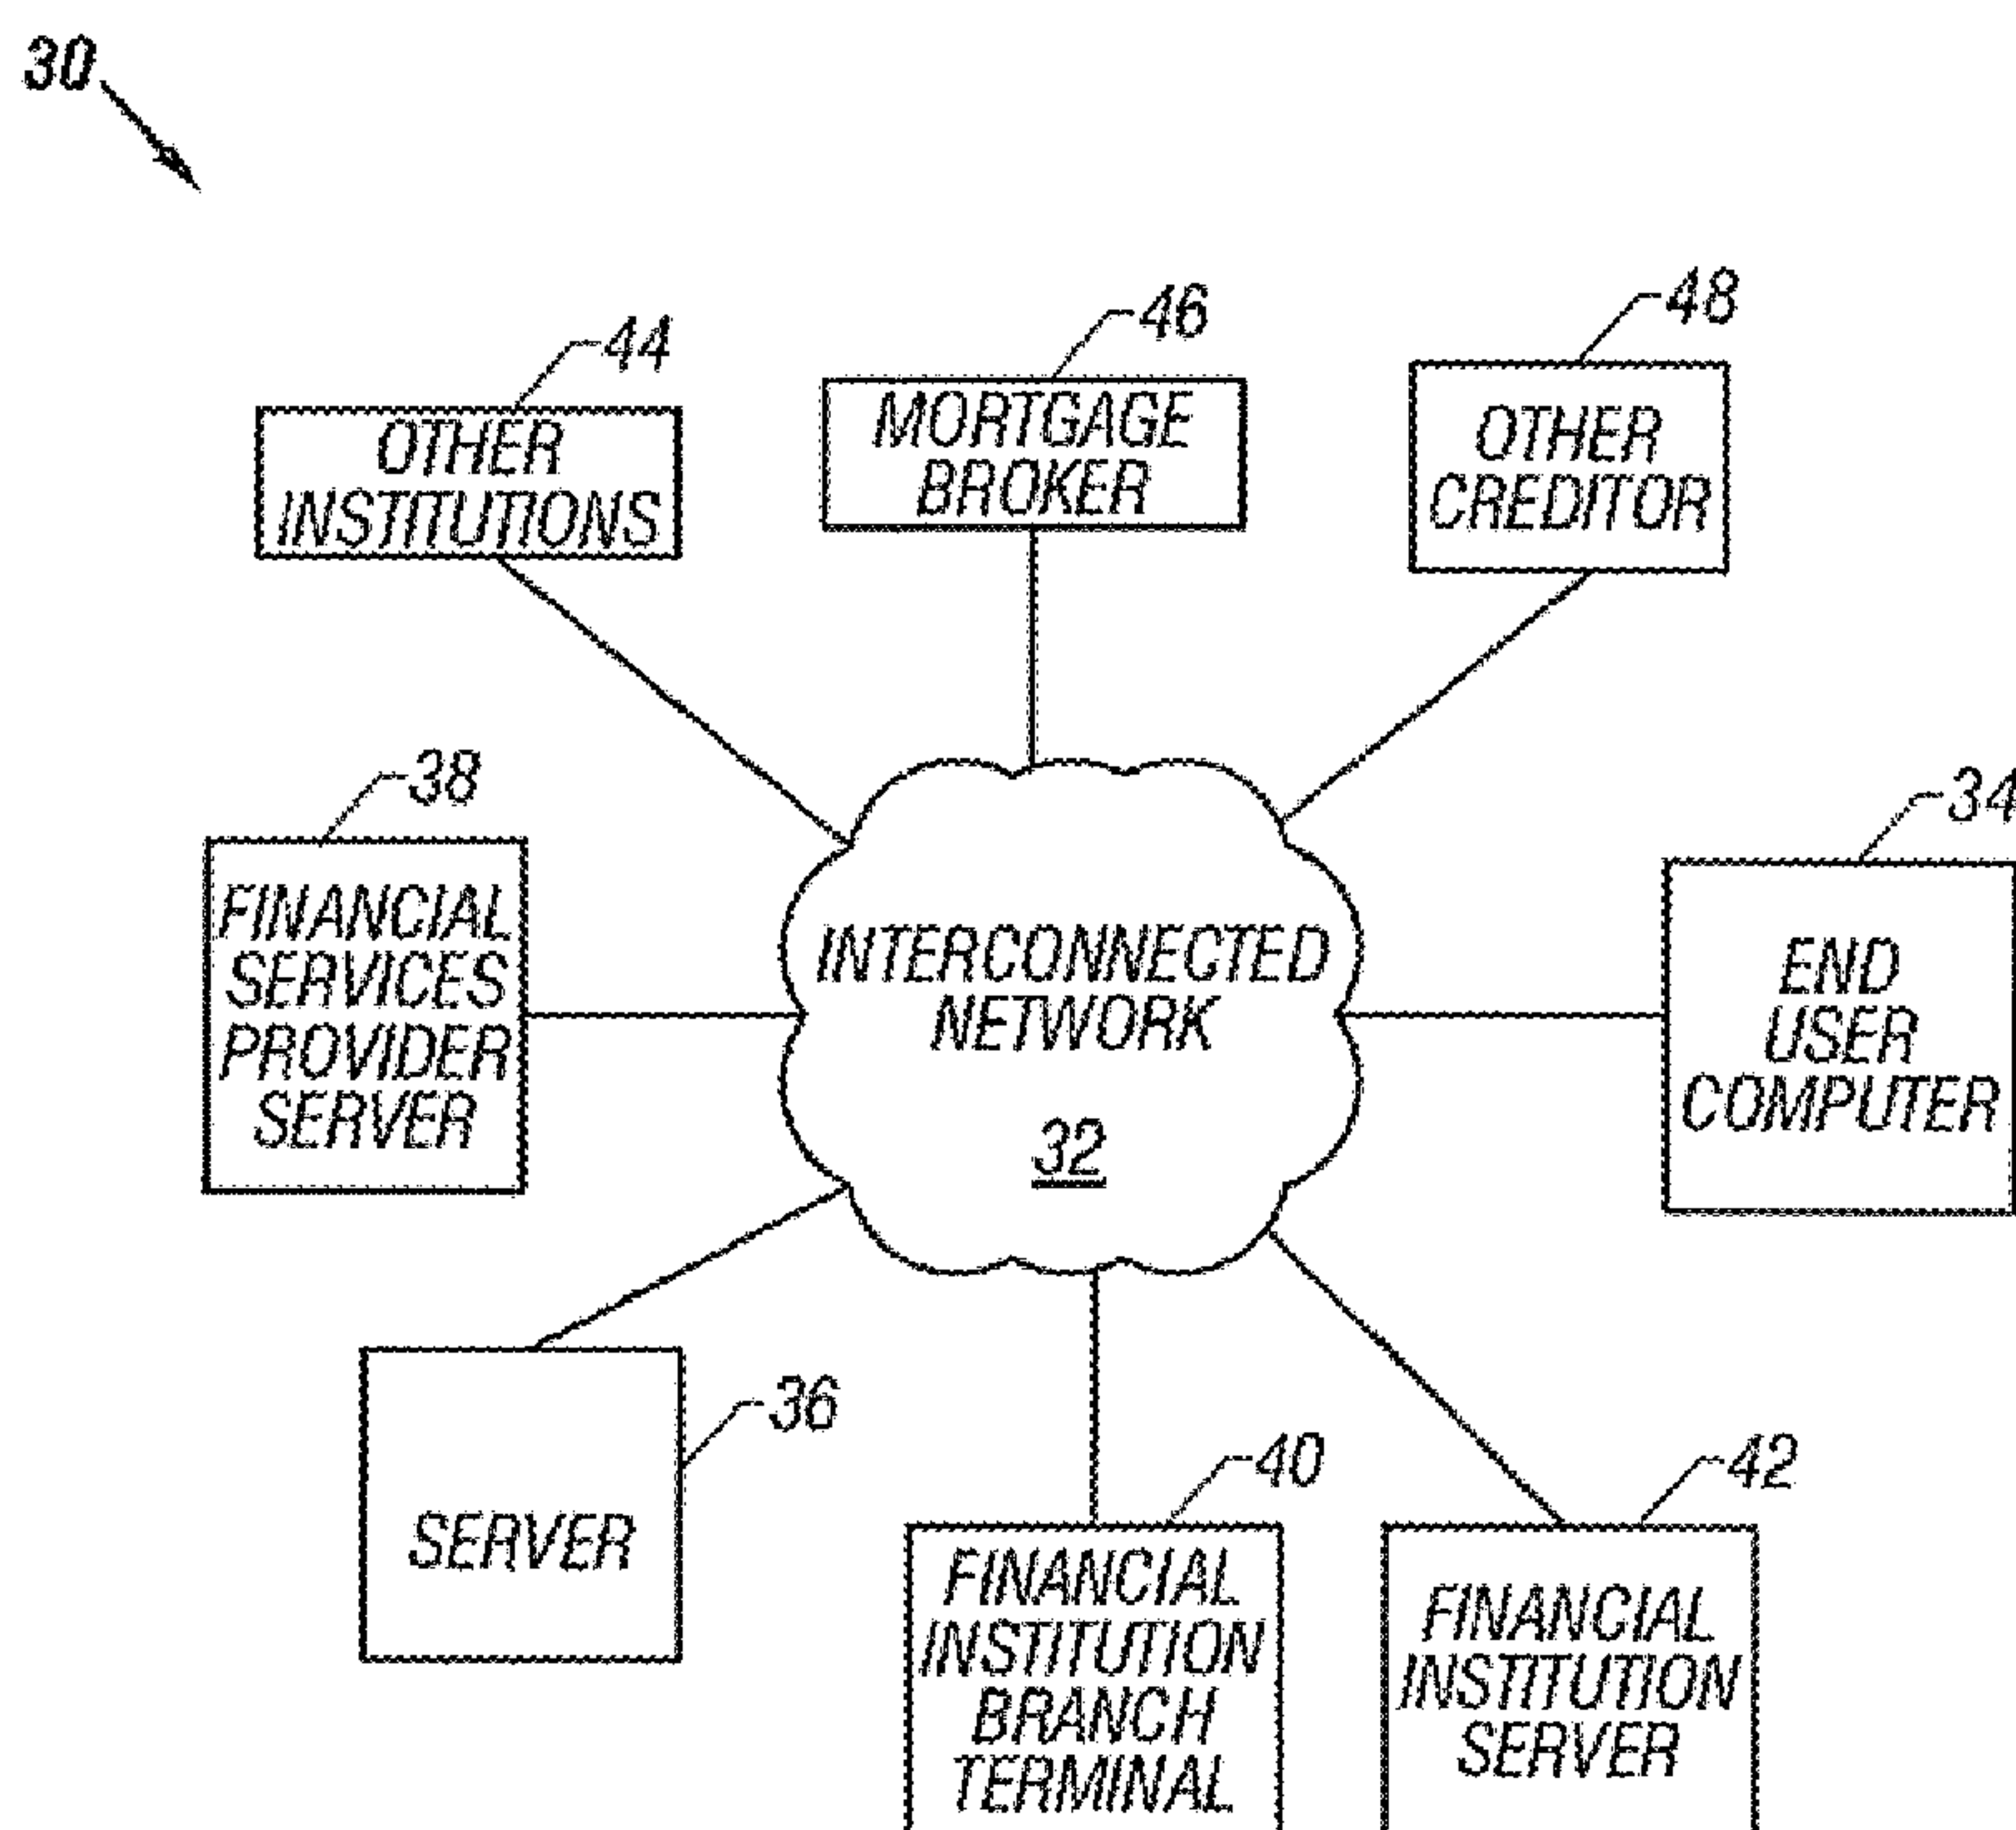 30
44
46
48
OTHER
INSTITUTIONS
MORTGAGE
BROKER
OTHER
CREDITOR
38
34
FINANCIAL
SERVICES
PROVIDER
SERVER
INTERCONNECTED
NETWORK
32
END
USER
COMPUTER
36
SERVER
40
42
FINANCIAL
INSTITUTION
BRANCH
TERMINAL
FINANCIAL
INSTITUTION
SERVER